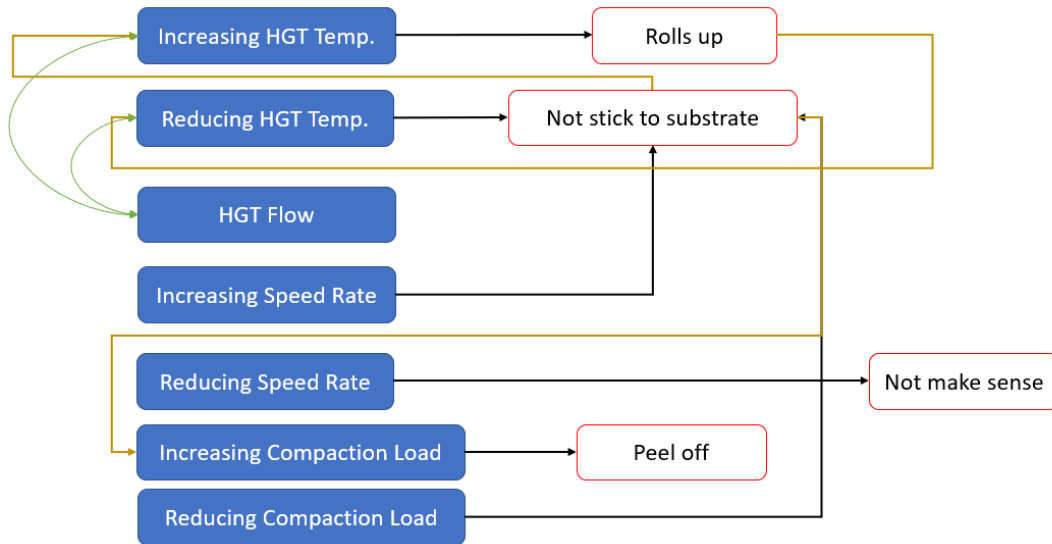 Increasing HGT Temp.
Rolls up
Reducing HGT Temp.
Not stick to substrate
HGT Flow
Increasing Speed Rate
Reducing Speed Rate
Not make sense
Increasing Compaction Load
Peel off
Reducing Compaction Load